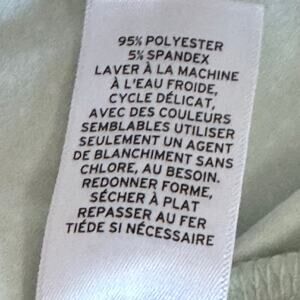 95% POLYESTER
5% SPANDEX
LAVER À LA MACHINE
À L'EAU FROIDE,
CYCLE DÉLICAT,
AVEC DES COULEURS
SEMBLABLES UTILISER
SEULEMENT UN AGENT
DE BLANCHIMENT SANS
CHLORE, AU BESOIN.
REDONNER FORME,
SÉCHER À PLAT
REPASSER AU FER
TIÉDE SI NÉCESSAIRE